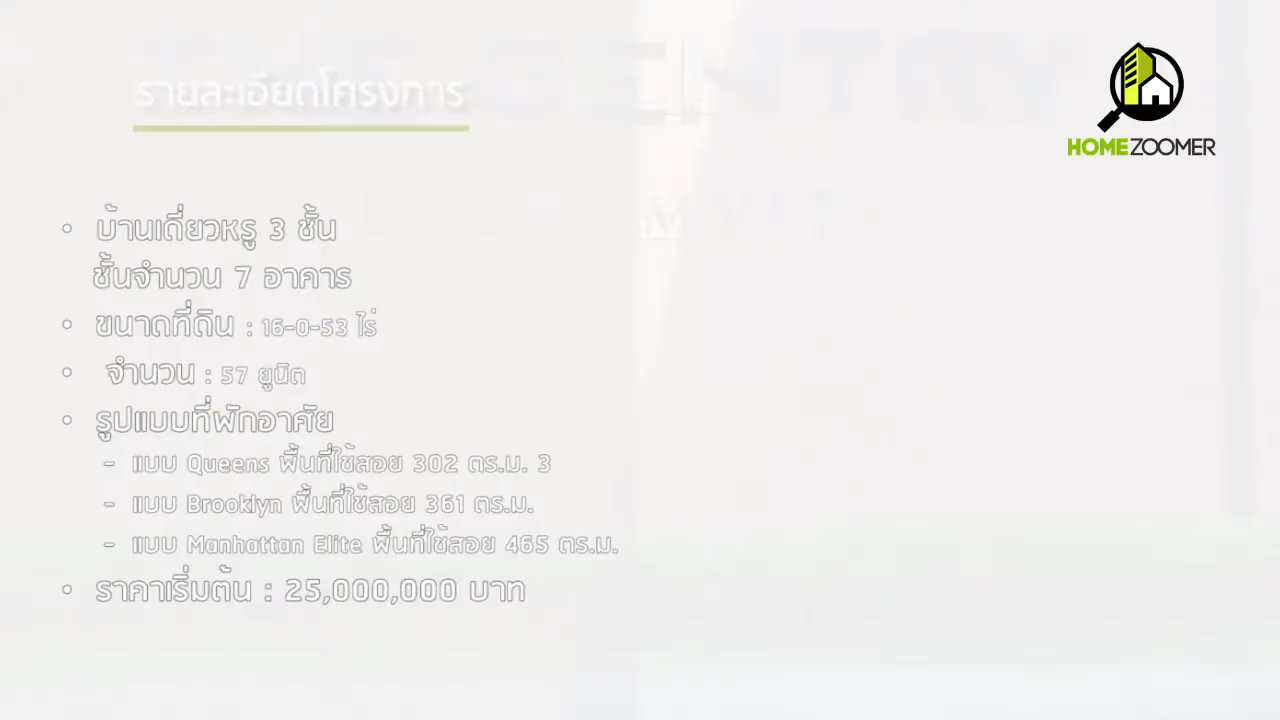 HOMEZOOMER
รายละเอียดโครงการ
• บ้านเดี่ยวหรู 3 ชั้น
ชั้นจำนวน 7 อาคาร
• ขนาดที่ดิน : 16-0-53 ไร่
• จำนวน : 57 ยูนิต
• รูปแบบที่พักอาศัย
- แบบ Queens พื้นที่ใช้สอย 302 ตร.ม. 3
- แบบ Brooklyn พื้นที่ใช้สอย 361 ตร.ม.
- แบบ Manhattan Elite พื้นที่ใช้สอย 465 ตร.ม.
• ราคาเริ่มต้น : 25,000,000 บาท